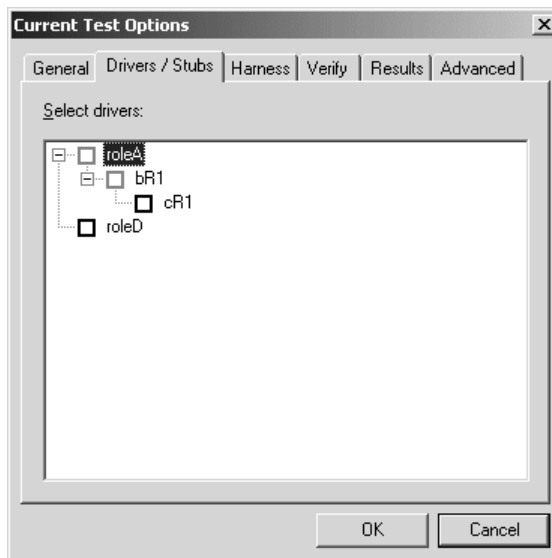 Current Test Options
General Drivers / Stubs Harness Verify Results Advanced
Select drivers:
roleA
bR1
cR1
roleD
OK Cancel